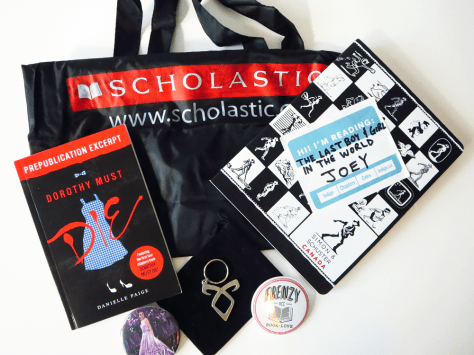 SCHOLASTIC
www.scholastic.c
PREPUBLICATION EXCERPT
DOROTHY MUST
DIE
DANIELLE PAIGE
HI! I'M READING:
THE LAST BOY & GIRL
IN THE WORLD
JOEY
SIMON &
SCHUSTER
CANADA
FRENZY
BOOK LOVE